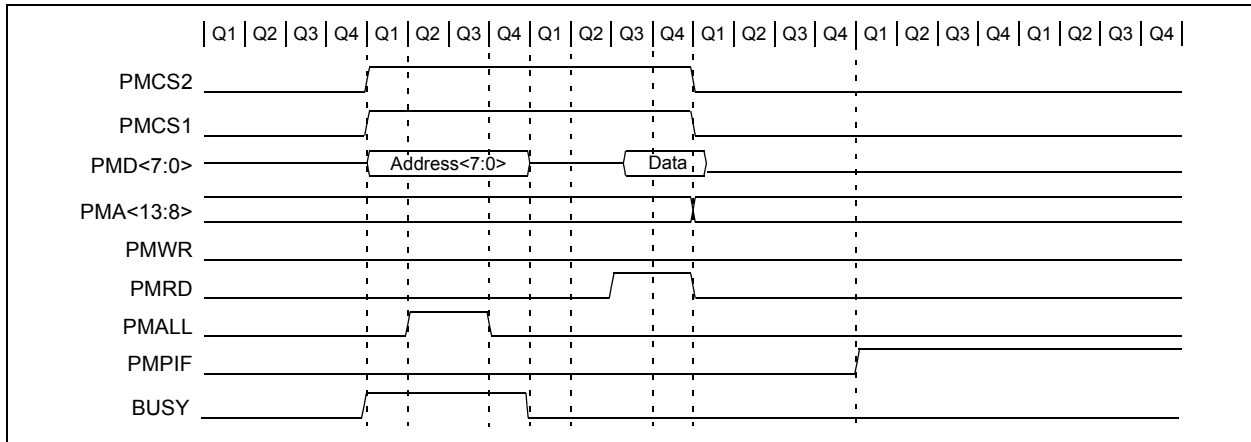 Q1 Q2 Q3 Q4 Q1 Q2 Q3 Q4 Q1 Q2 Q3 Q4 Q1 Q2 Q3 Q4 Q1 Q2 Q3 Q4 Q1 Q2 Q3 Q4
PMCS2
PMCS1
PMD<7:0> Address<7:0> Data
PMA<13:8>
PMWR
PMRD
PMALL
PMPIF
BUSY